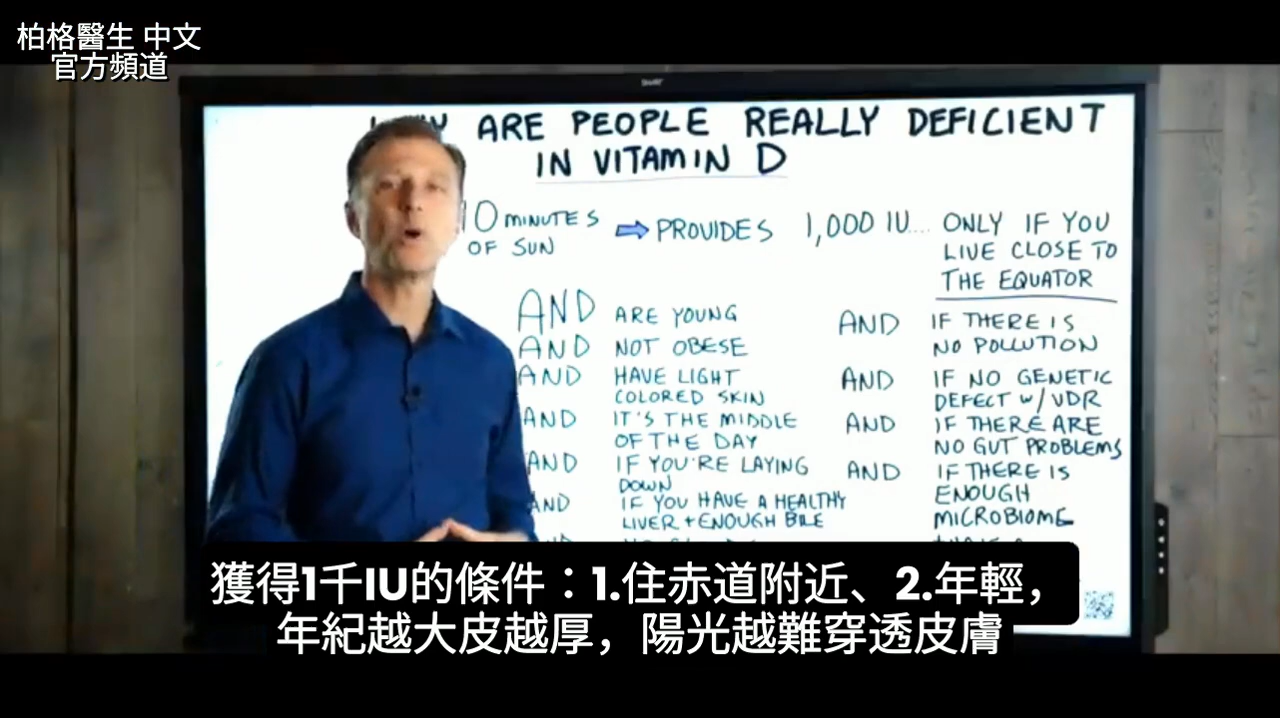 柏格醫生 中文
官方頻道
ARE PEOPLE REALLY DEFICIENT
IN VITAMIN D
10 MINUTES
OF SUN
PROVIDES
1,000 IU....
ONLY IF YOU
LIVE CLOSE TO
THE EQUATOR
AND ARE YOUNG
AND NOT OBESE
AND HAVE LIGHT
COLORED SKIN
AND IT'S THE MIDDLE
OF THE DAY
AND IF YOU'RE LAYING
DOWN
AND IF YOU HAVE A HEALTHY
LIVER + ENOUGH BILE
AND IF THERE IS
NO POLLUTION
AND IF NO GENETIC
DEFECT W/ VDR
AND IF THERE ARE
NO GUT PROBLEMS
AND IF THERE IS
ENOUGH
MICROBIOME
獲得1千IU的條件：1.住赤道附近、2.年輕，
年紀越大皮越厚，陽光越難穿透皮膚